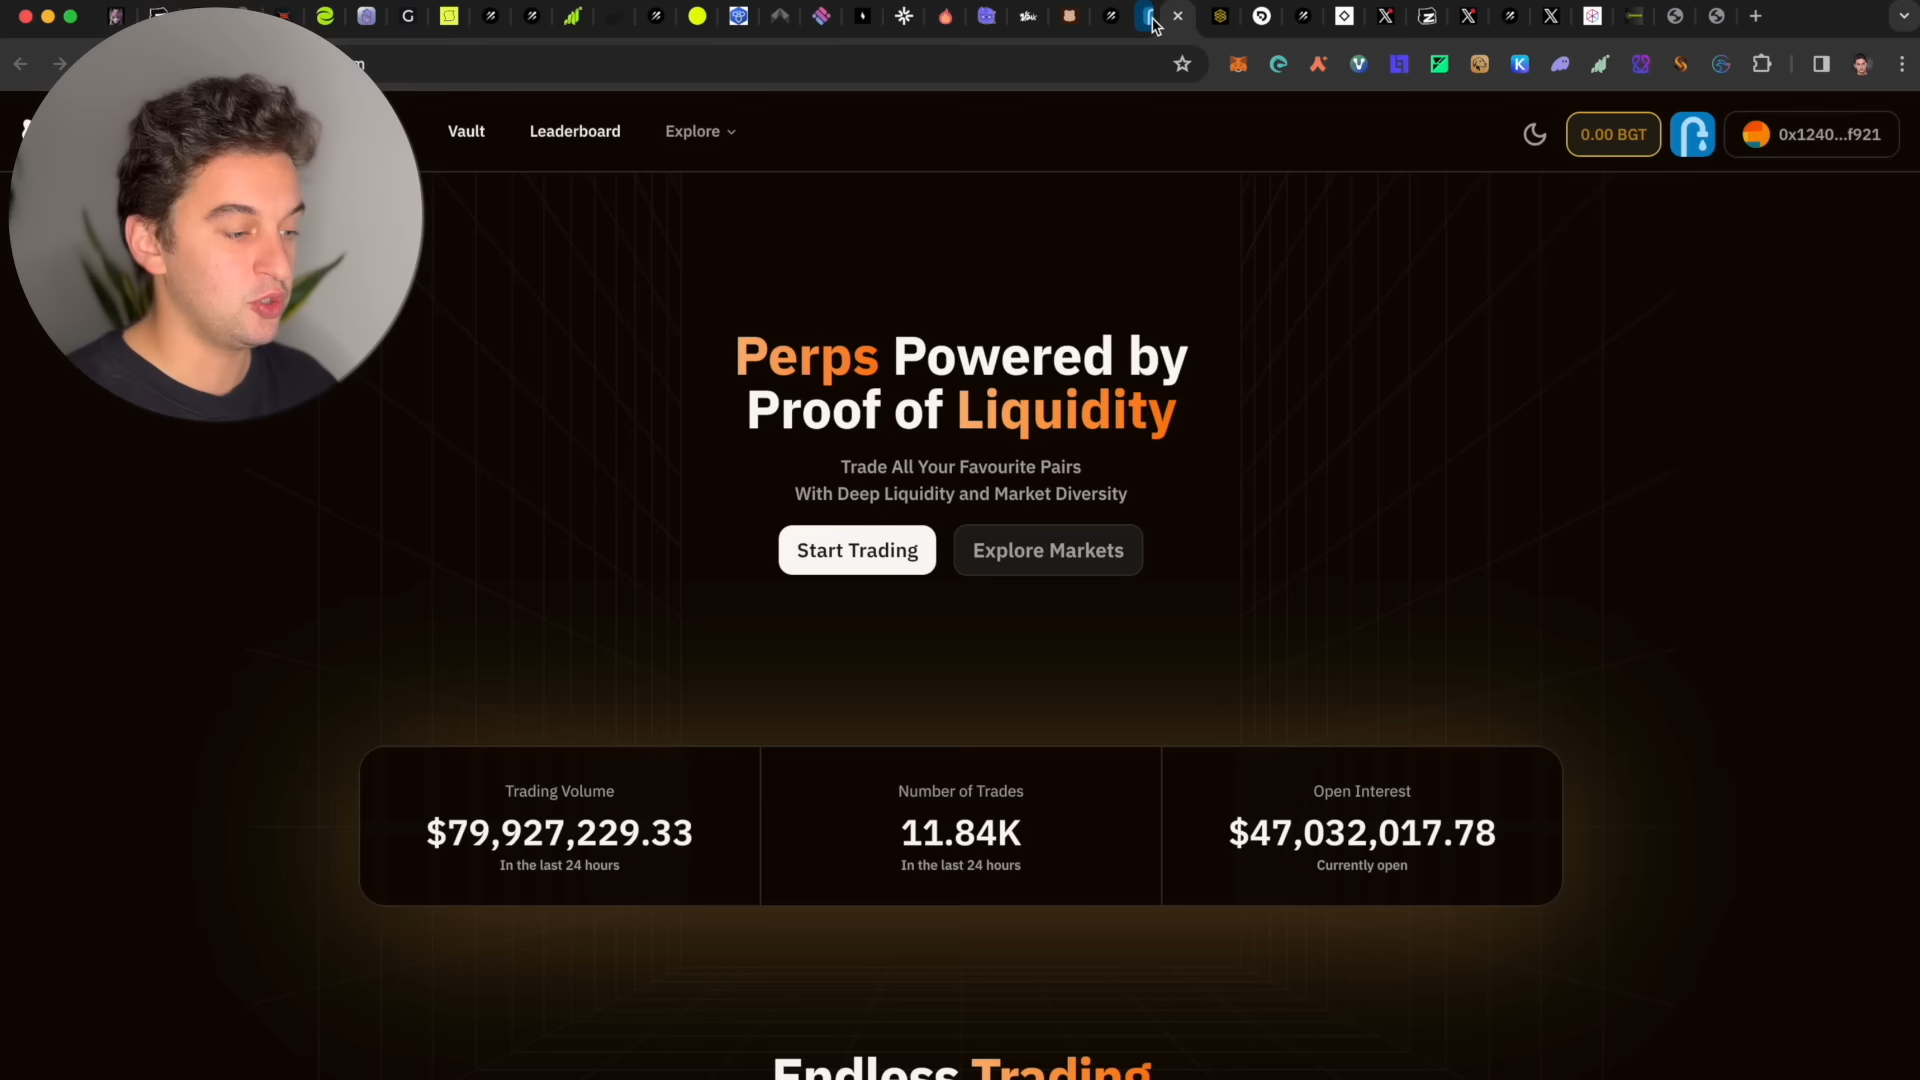 Vault
Leaderboard
Explore
0.00 BGT
0x1240...f921
Perps Powered by
Proof of Liquidity
Trade All Your Favourite Pairs
With Deep Liquidity and Market Diversity
Start Trading
Explore Markets
Trading Volume
$79,927,229.33
In the last 24 hours
Number of Trades
11.84K
In the last 24 hours
Open Interest
$47,032,017.78
Currently open
Endless Trading